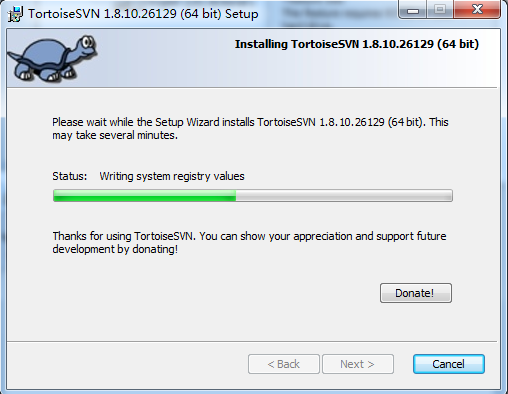 TortoiseSVN 1.8.10.26129 (64 bit) Setup
Installing TortoiseSVN 1.8.10.26129 (64 bit)
Please wait while the Setup Wizard installs TortoiseSVN 1.8.10.26129 (64 bit). This
may take several minutes.
Status: Writing system registry values
Thanks for using TortoiseSVN. You can show your appreciation and support future
development by donating!
Donate!
< Back
Next >
Cancel